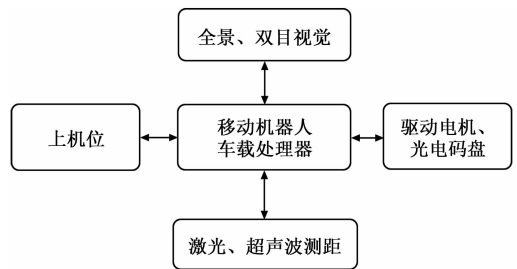 全景、双目视觉
上机位
移动机器人
车载处理器
驱动电机、
光电码盘
激光、超声波测距